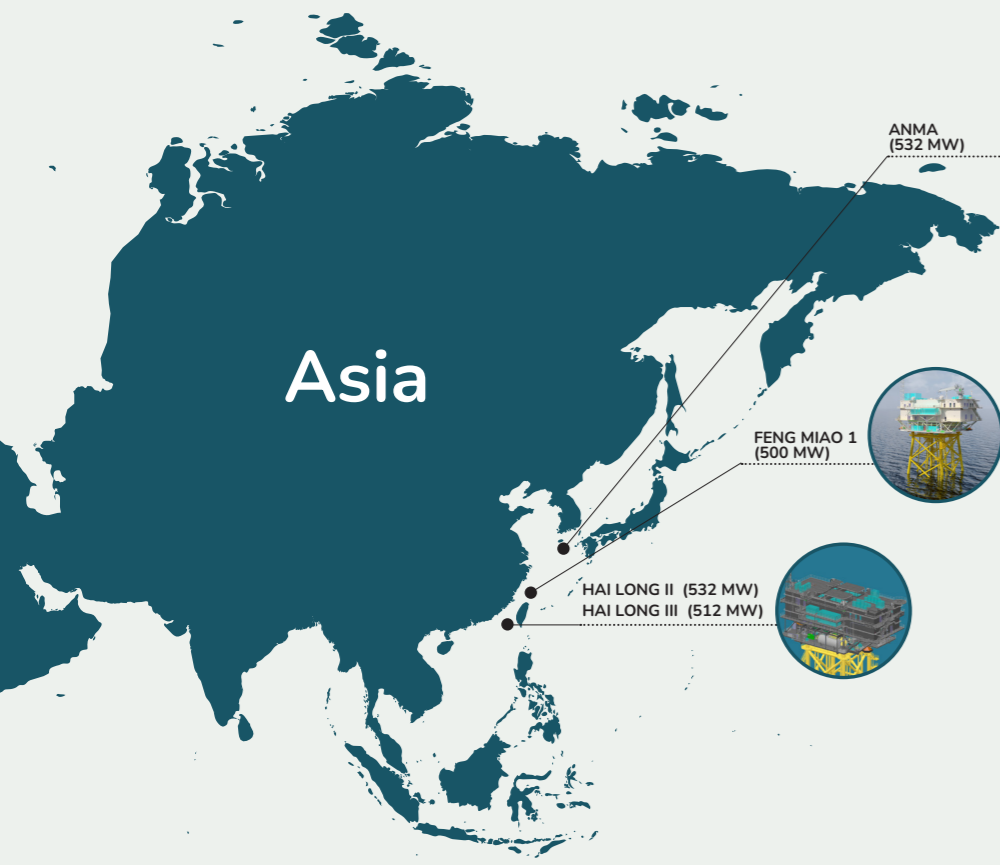 ANMA
(532 MW)
Asia
FENG MIAO 1
(500 MW)
HAI LONG II (532 MW)
HAI LONG III (512 MW)